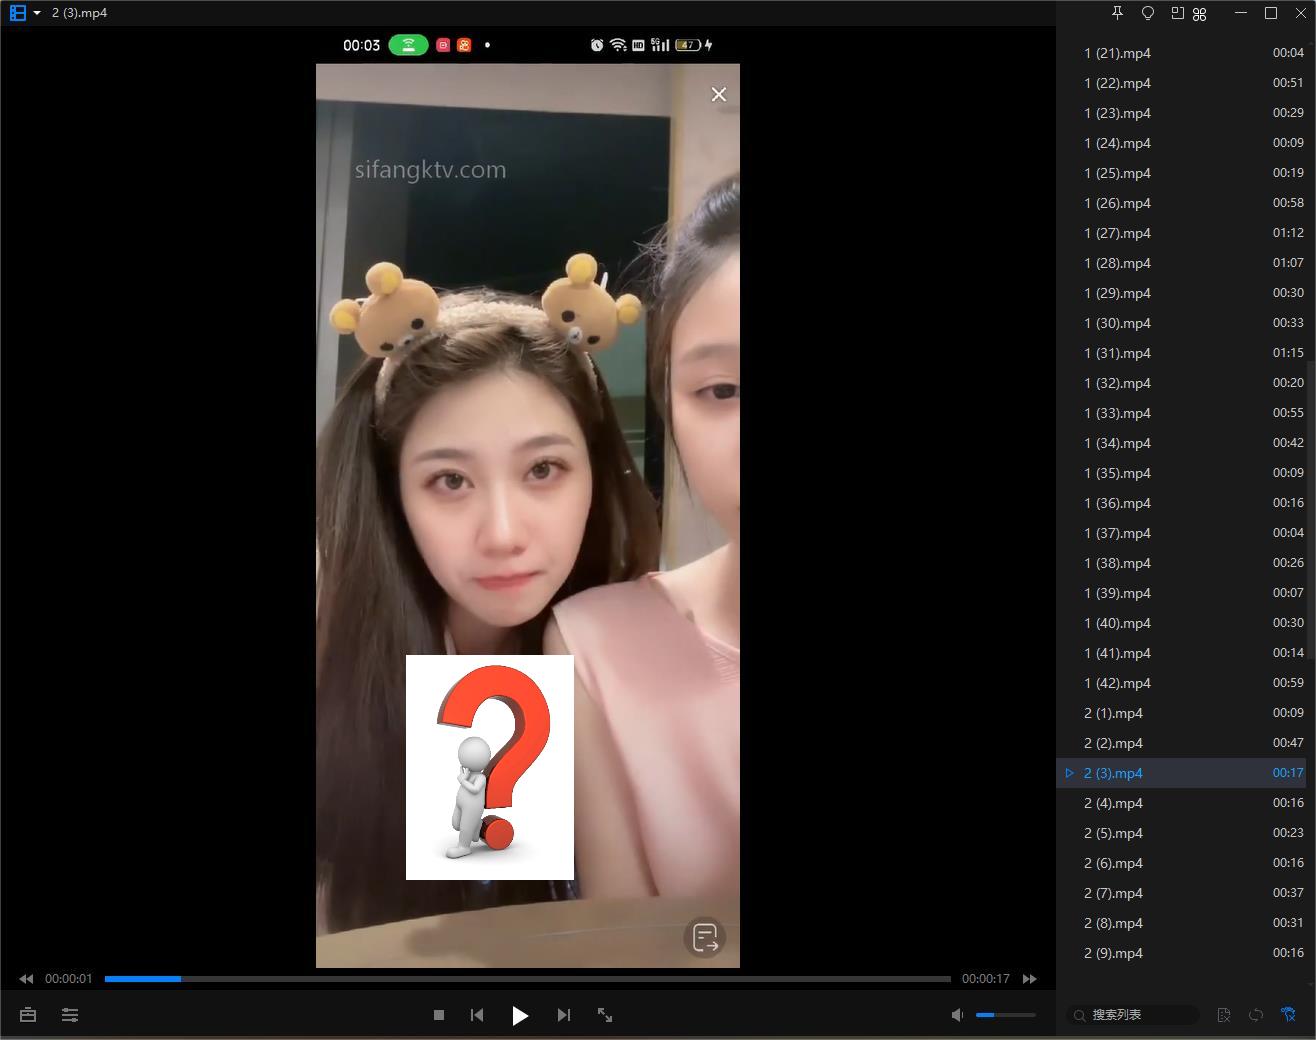 2 (3).mp4
00:03
HD
5G
47
sifangktv.com
?
1 (21).mp4 00:04
1 (22).mp4 00:51
1 (23).mp4 00:29
1 (24).mp4 00:09
1 (25).mp4 00:19
1 (26).mp4 00:58
1 (27).mp4 01:12
1 (28).mp4 01:07
1 (29).mp4 00:30
1 (30).mp4 00:33
1 (31).mp4 01:15
1 (32).mp4 00:20
1 (33).mp4 00:55
1 (34).mp4 00:42
1 (35).mp4 00:09
1 (36).mp4 00:16
1 (37).mp4 00:04
1 (38).mp4 00:26
1 (39).mp4 00:07
1 (40).mp4 00:30
1 (41).mp4 00:14
1 (42).mp4 00:59
2 (1).mp4 00:09
2 (2).mp4 00:47
2 (3).mp4 00:17
2 (4).mp4 00:16
2 (5).mp4 00:23
2 (6).mp4 00:16
2 (7).mp4 00:37
2 (8).mp4 00:31
2 (9).mp4 00:16
00:00:01
00:00:17
搜索列表